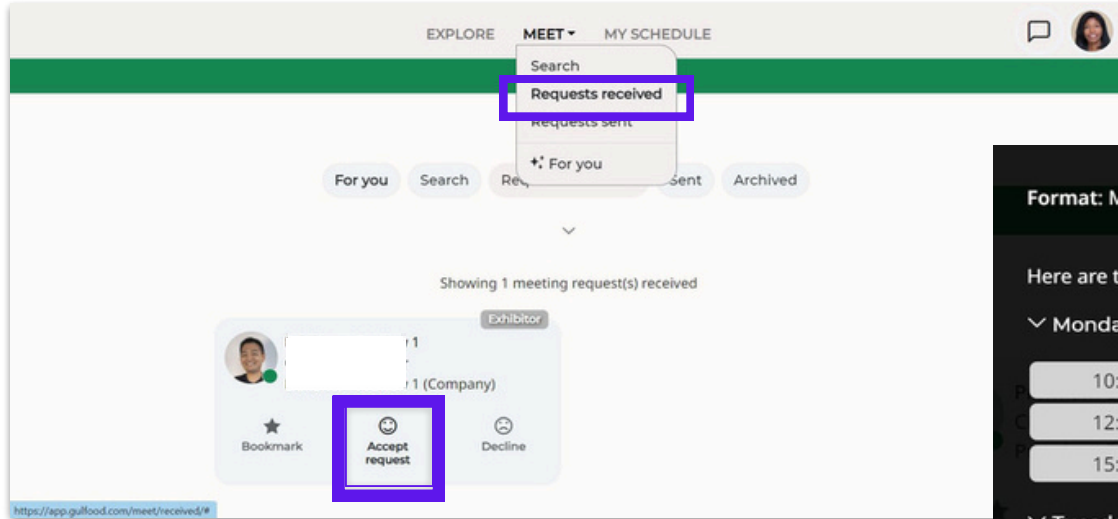 EXPLORE MEET MY SCHEDULE
Search
Requests received
Requests sent
For you
For you Search Sent Archived
Showing 1 meeting request(s) received
Exhibitor
1
1 (Company)
Bookmark
Accept
request
Decline
https://app.gulfood.com/meet/received/#
Format:
Here are
10:
12:
15: